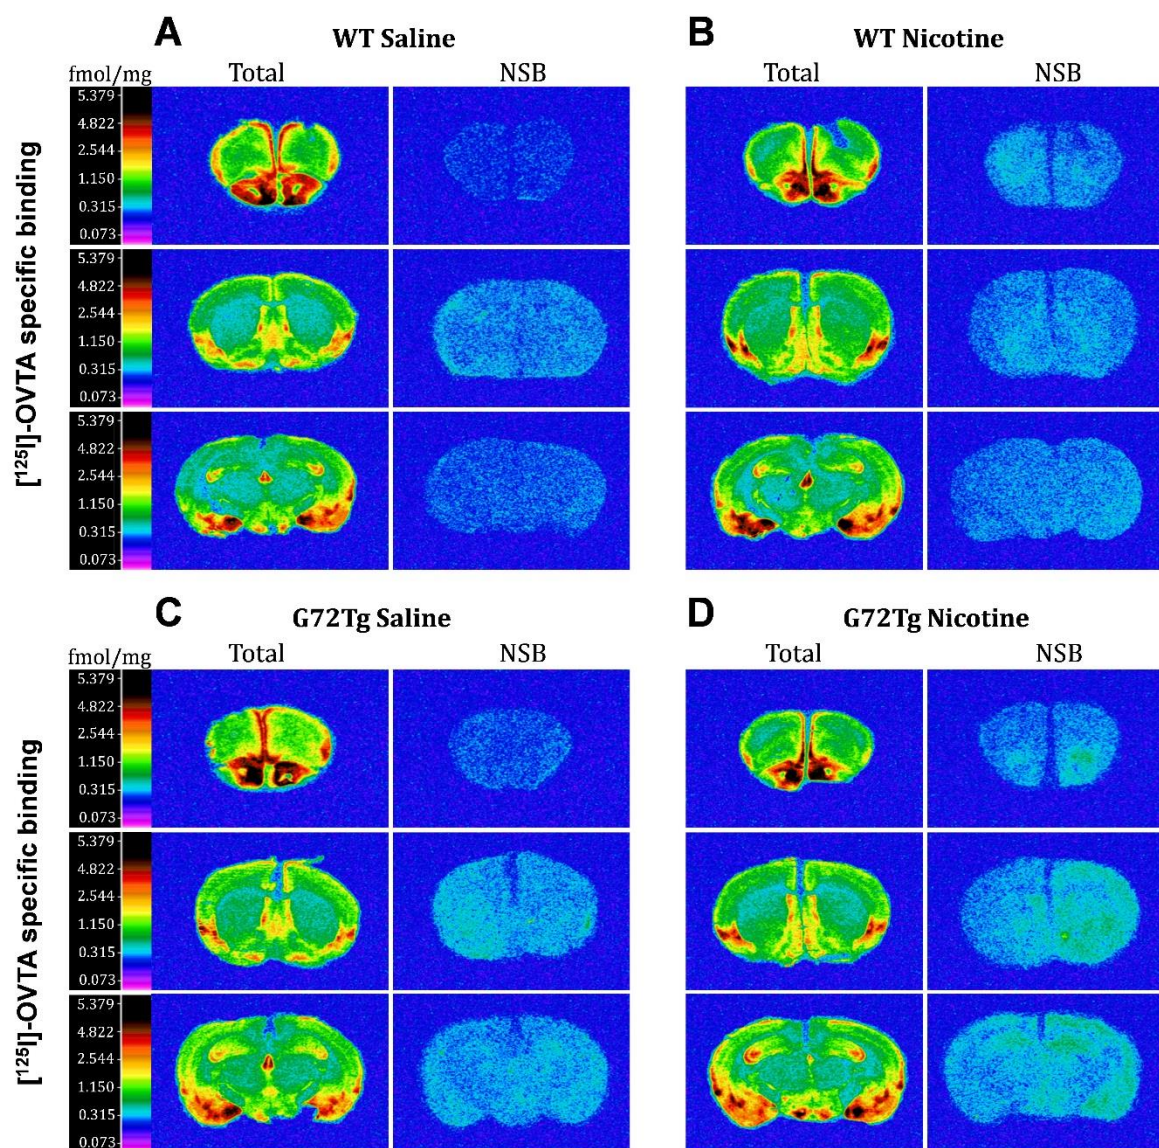 A
WT Saline
fmol/mg
Total
NSB
5.379
4.822
2.544
1.150
0.315
0.073
5.379
4.822
2.544
1.150
0.315
0.073
5.379
4.822
2.544
1.150
0.315
0.073
[¹²⁵I]-OVTA specific binding
B
WT Nicotine
Total
NSB
C
G72Tg Saline
fmol/mg
Total
NSB
5.379
4.822
2.544
1.150
0.315
0.073
5.379
4.822
2.544
1.150
0.315
0.073
5.379
4.822
2.544
1.150
0.315
0.073
[¹²⁵I]-OVTA specific binding
D
G72Tg Nicotine
Total
NSB